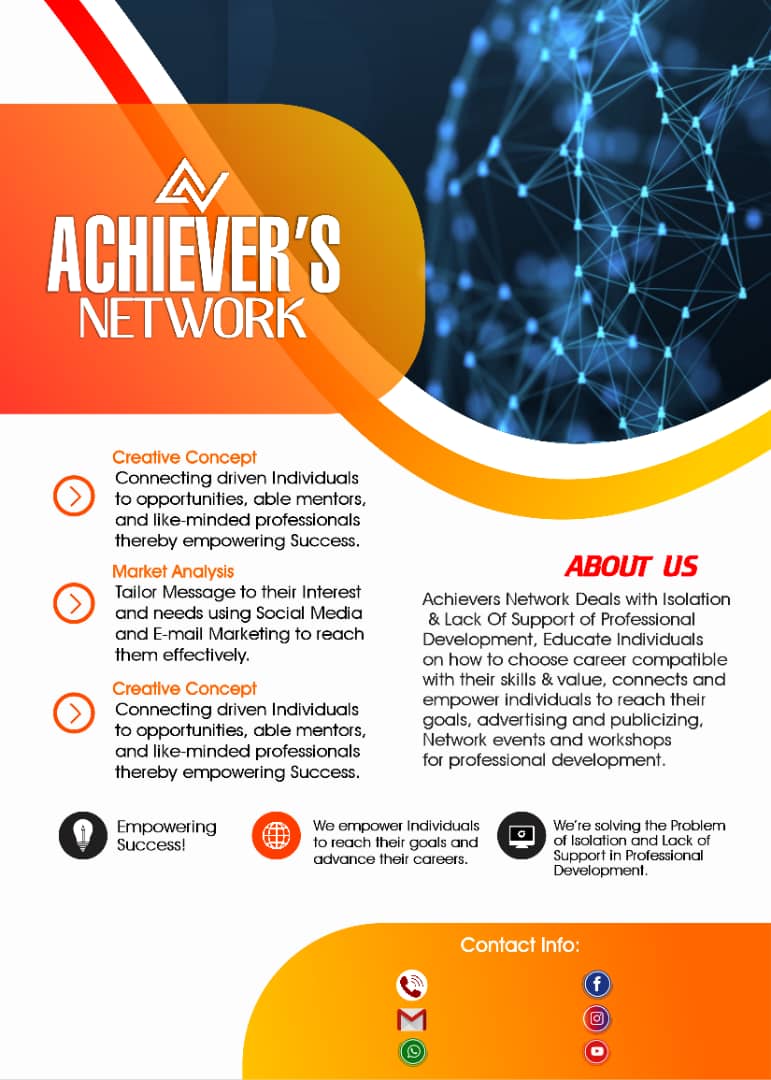 ACHIEVER'S
NETWORK
Creative Concept
Connecting driven Individuals
to opportunities, able mentors,
and like-minded professionals
thereby empowering Success.
Market Analysis
Tailor Message to their Interest
and needs using Social Media
and E-mail Marketing to reach
them effectively.
Creative Concept
Connecting driven Individuals
to opportunities, able mentors,
and like-minded professionals
thereby empowering Success.
ABOUT US
Achievers Network Deals with Isolation
& Lack Of Support of Professional
Development, Educate Individuals
on how to choose career compatible
with their skills & value, connects and
empower individuals to reach their
goals, advertising and publicizing,
Network events and workshops
for professional development.
Empowering
Success!
We empower Individuals
to reach their goals and
advance their careers.
We're solving the Problem
of Isolation and Lack of
Support in Professional
Development.
Contact Info: